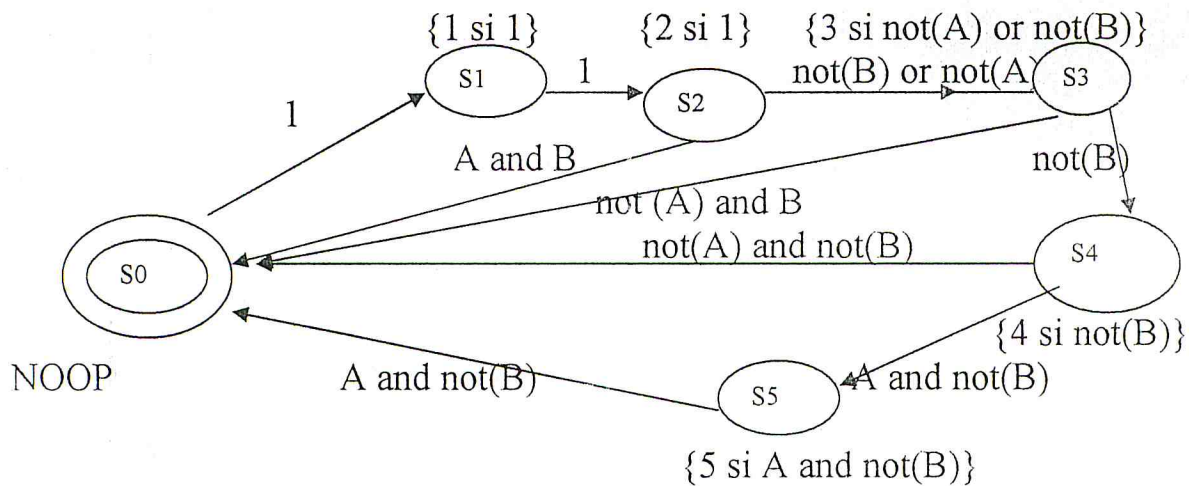 {1 si 1}
{2 si 1}
{3 si not(A) or not(B)}
S1
1
S2
not(B) or not(A)
S3
1
A and B
not(B)
not (A) and B
not(A) and not(B)
S0
S4
{4 si not(B)}
NOOP
A and not(B)
S5
A and not(B)
{5 si A and not(B)}